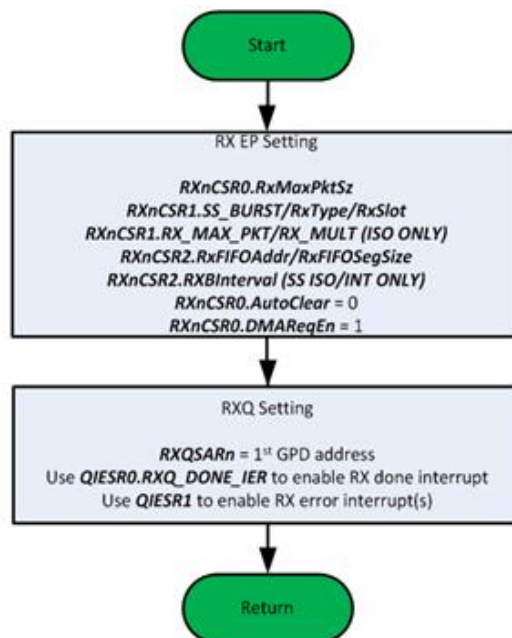 Start
RX EP Setting
RXnCSR0.RxMaxPktSz
RXnCSR1.SS_BURST/RxType/RxSlot
RXnCSR1.RX_MAX_PKT/RX_MULT (ISO ONLY)
RXnCSR2.RxFIFOAddr/RxFIFOSegSize
RXnCSR2.RXBInterval (SS ISO/INT ONLY)
RXnCSR0.AutoClear = 0
RXnCSR0.DMAReqEn = 1
RXQ Setting
RXQSARn = 1st GPD address
Use QIESR0.RXQ_DONE_IER to enable RX done interrupt
Use QIESR1 to enable RX error interrupt(s)
Return